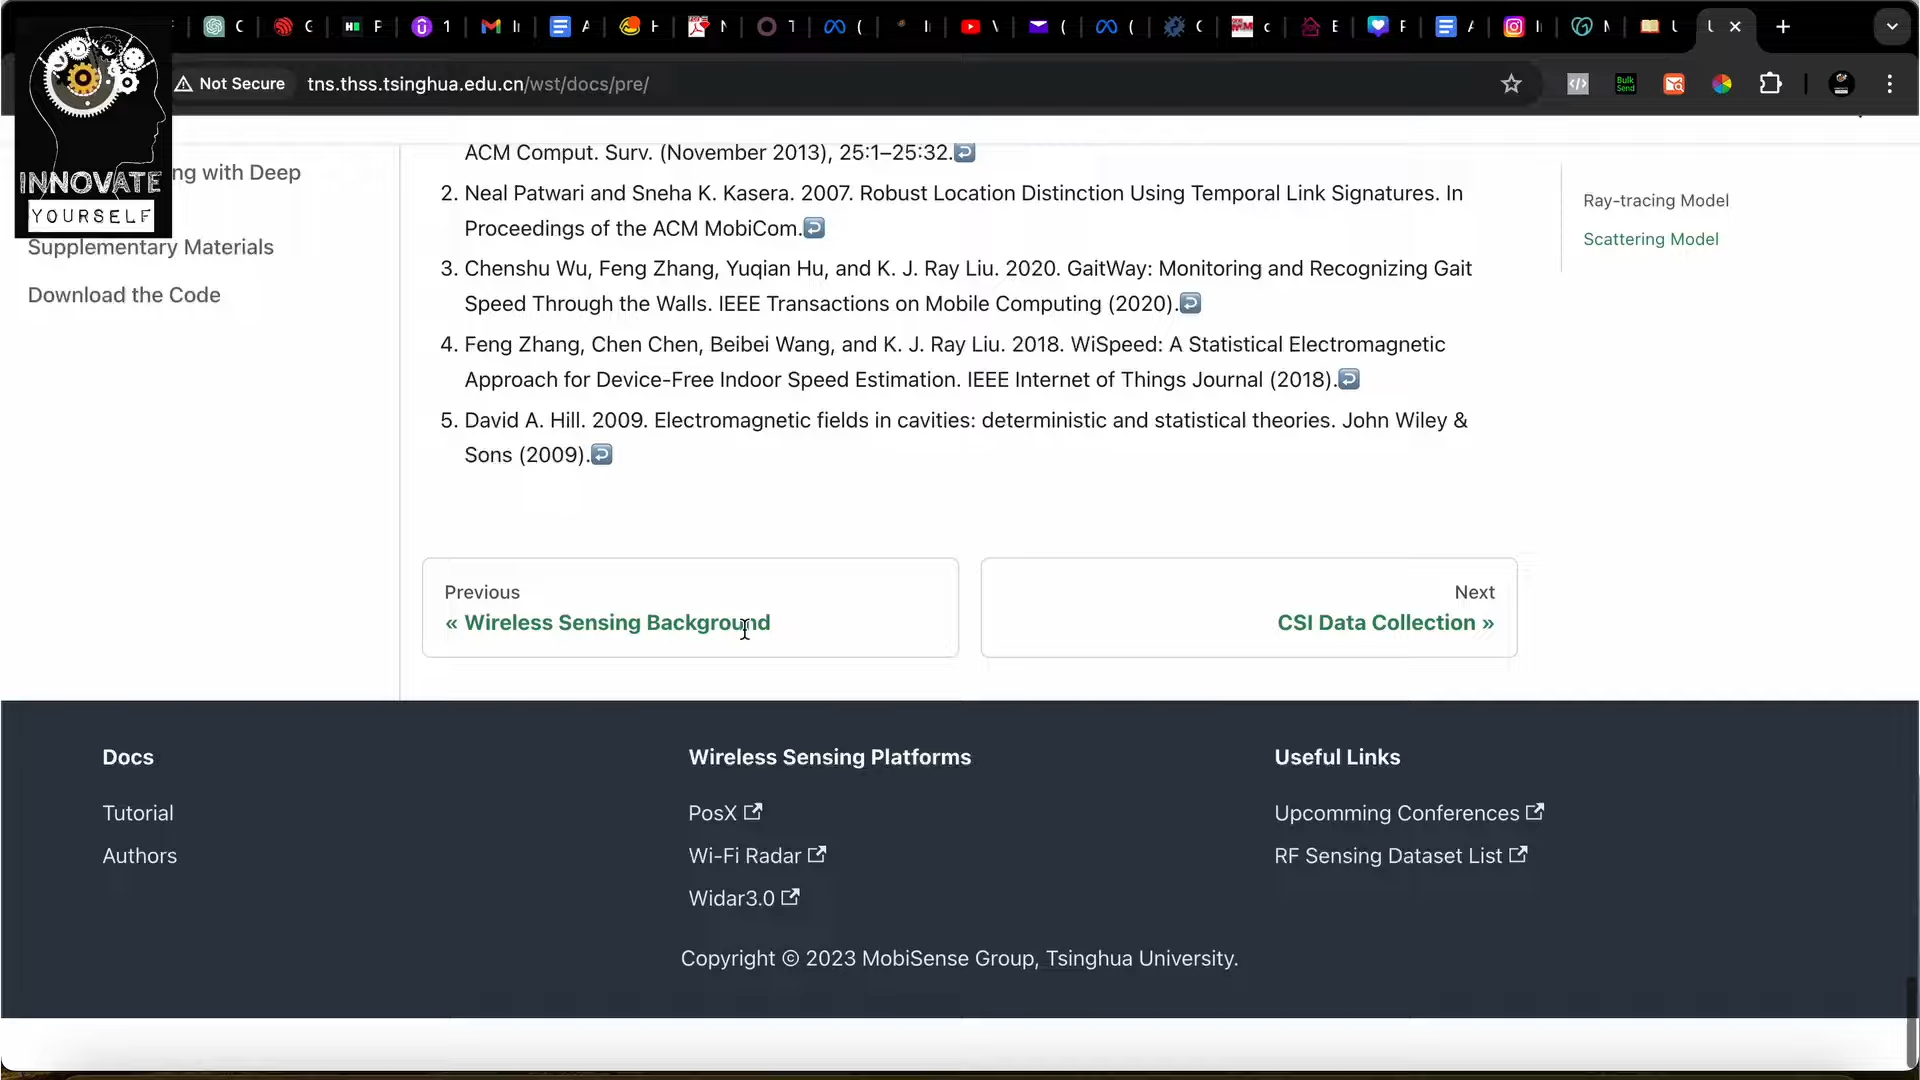 INNOVATE
YOURSELF
Not Secure
tns.thss.tsinghua.edu.cn/wst/docs/pre/
Bulk
Send
ng with Deep
Supplementary Materials
Download the Code
ACM Comput. Surv. (November 2013), 25:1–25:32.
2. Neal Patwari and Sneha K. Kasera. 2007. Robust Location Distinction Using Temporal Link Signatures. In
Proceedings of the ACM MobiCom.
3. Chenshu Wu, Feng Zhang, Yuqian Hu, and K. J. Ray Liu. 2020. GaitWay: Monitoring and Recognizing Gait
Speed Through the Walls. IEEE Transactions on Mobile Computing (2020).
4. Feng Zhang, Chen Chen, Beibei Wang, and K. J. Ray Liu. 2018. WiSpeed: A Statistical Electromagnetic
Approach for Device-Free Indoor Speed Estimation. IEEE Internet of Things Journal (2018).
5. David A. Hill. 2009. Electromagnetic fields in cavities: deterministic and statistical theories. John Wiley &
Sons (2009).
Ray-tracing Model
Scattering Model
Previous
« Wireless Sensing Background
Next
CSI Data Collection »
Docs
Tutorial
Authors
Wireless Sensing Platforms
PosX
Wi-Fi Radar
Widar3.0
Useful Links
Upcomming Conferences
RF Sensing Dataset List
Copyright © 2023 MobiSense Group, Tsinghua University.